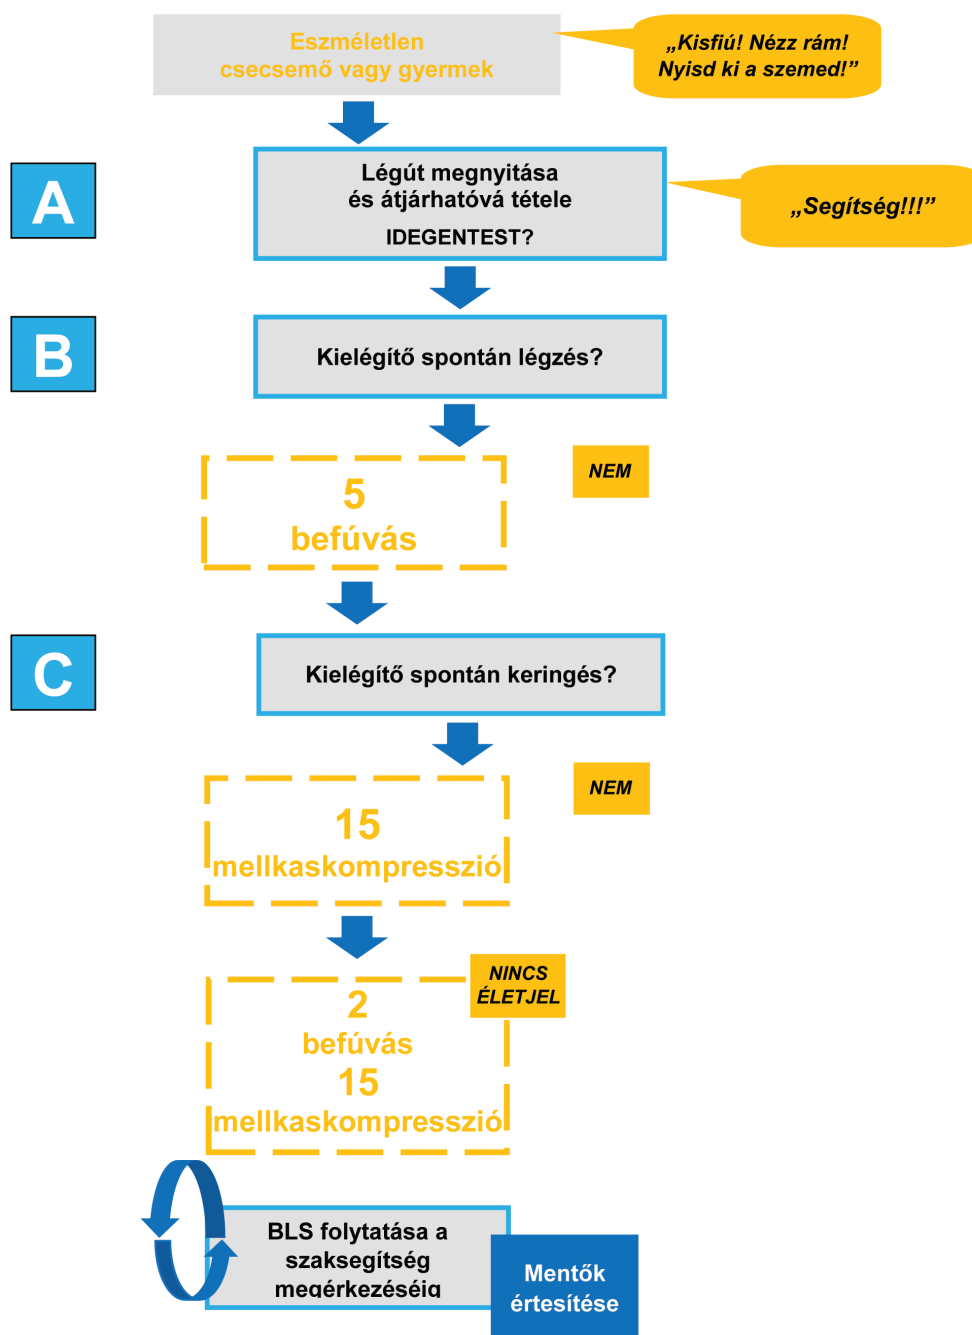 Eszméletlen
csecsemő vagy gyermek
„Kisfiú! Nézz rám!
Nyisd ki a szemed!”
A
Légút megnyitása
és átjárhatóvá tétele
IDEGENTEST?
„Segítség!!!”
B
Kielégítő spontán légzés?
NEM
5
befúvás
C
Kielégítő spontán keringés?
NEM
15
mellkaskompresszió
NINCS
ÉLETJEL
2
befúvás
15
mellkaskompresszió
BLS folytatása a
szaksegítség
megérkezéséig
Mentők
értesítése